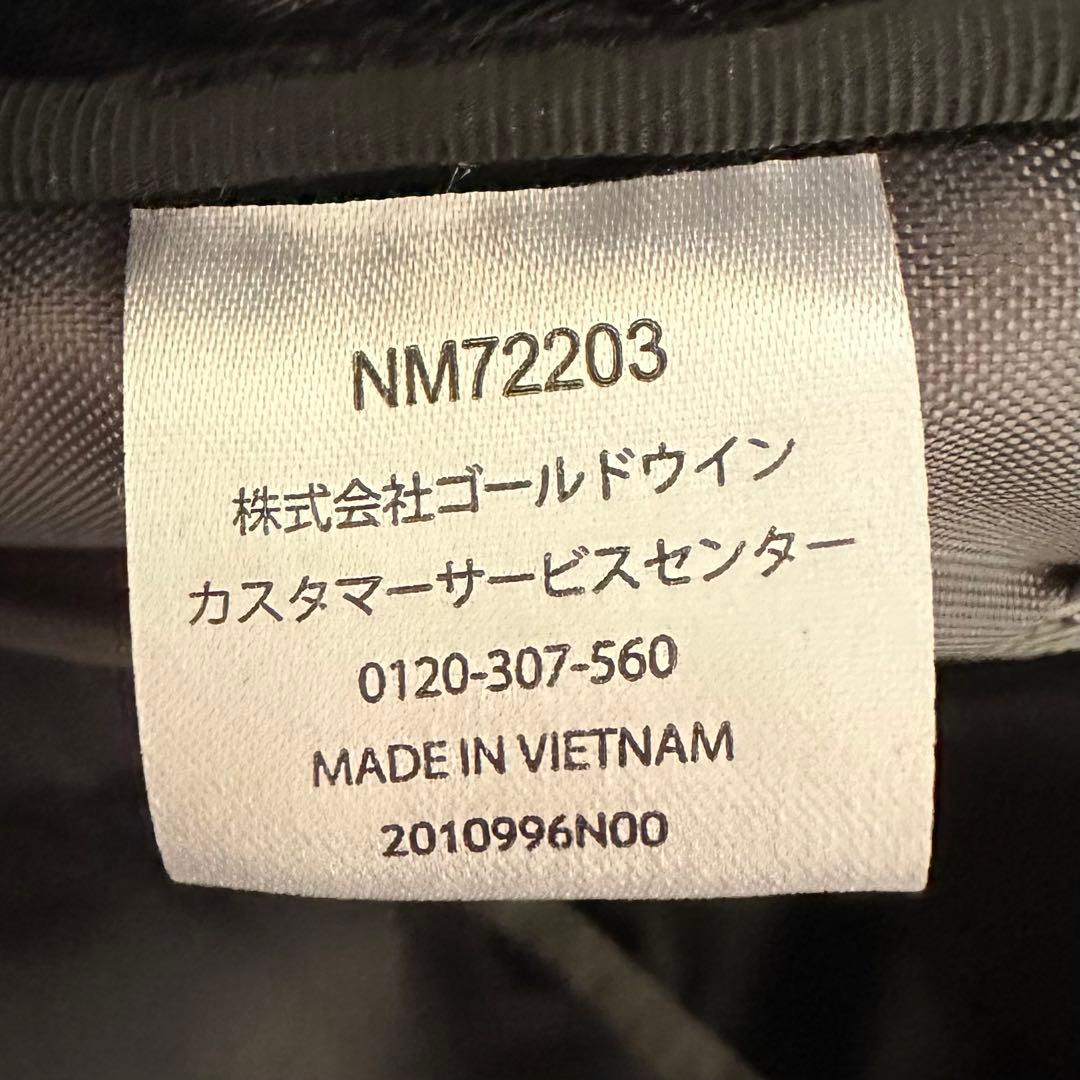 NM72203
株式会社ゴールドウイン
カスタマーサービスセンター
0120-307-560
MADE IN VIETNAM
2010996N00